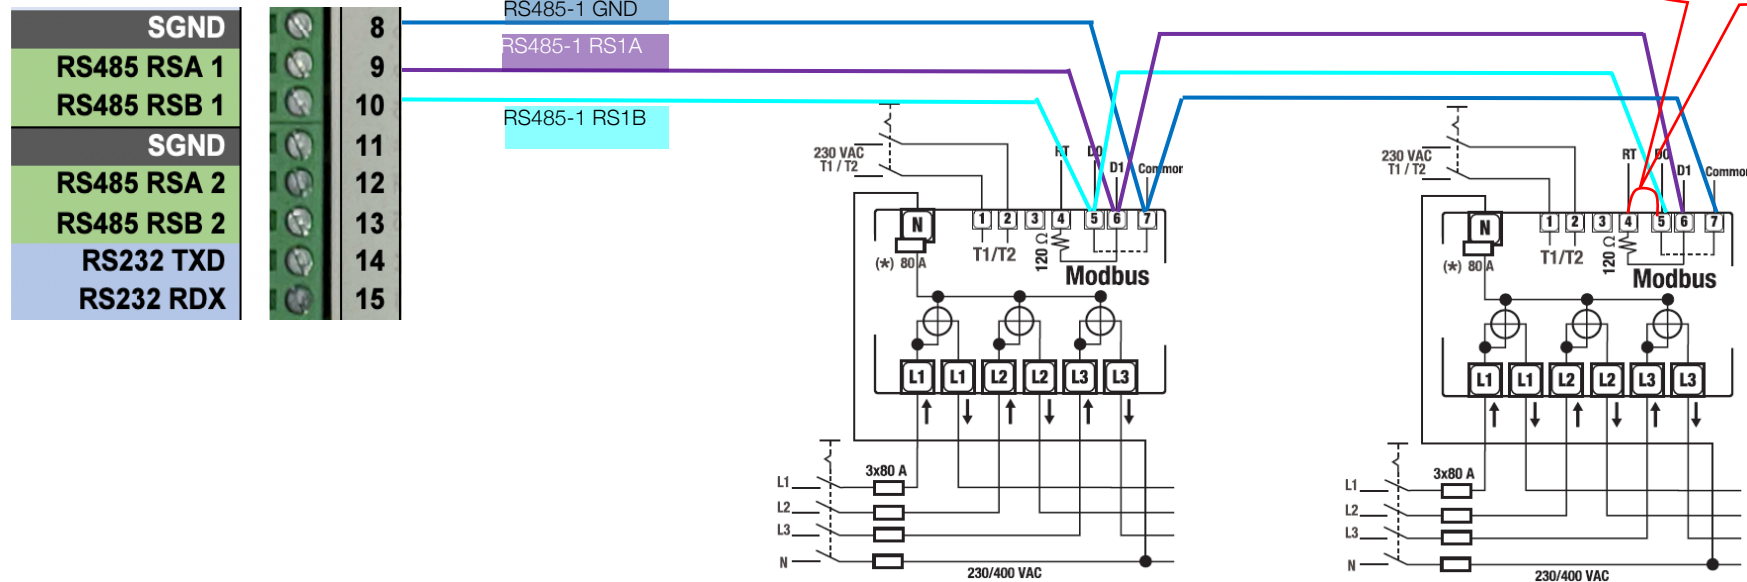 SGND 8
RS485 RSA 1 9
RS485 RSB 1 10
SGND 11
RS485 RSA 2 12
RS485 RSB 2 13
RS232 TXD 14
RS232 RDX 15
RS485-1 GND
RS485-1 RS1A
RS485-1 RS1B
230 VAC
T1 / T2
RT D0
D1 Common
N 1 2 3 4 5 6 7
(*) 80 A
T1/T2
120 Ω
Modbus
L1 L1 L2 L2 L3 L3
3x80 A
L1
L2
L3
N
230/400 VAC
230 VAC
T1 / T2
RT D0
D1 Common
N 1 2 3 4 5 6 7
(*) 80 A
T1/T2
120 Ω
Modbus
L1 L1 L2 L2 L3 L3
3x80 A
L1
L2
L3
N
230/400 VAC